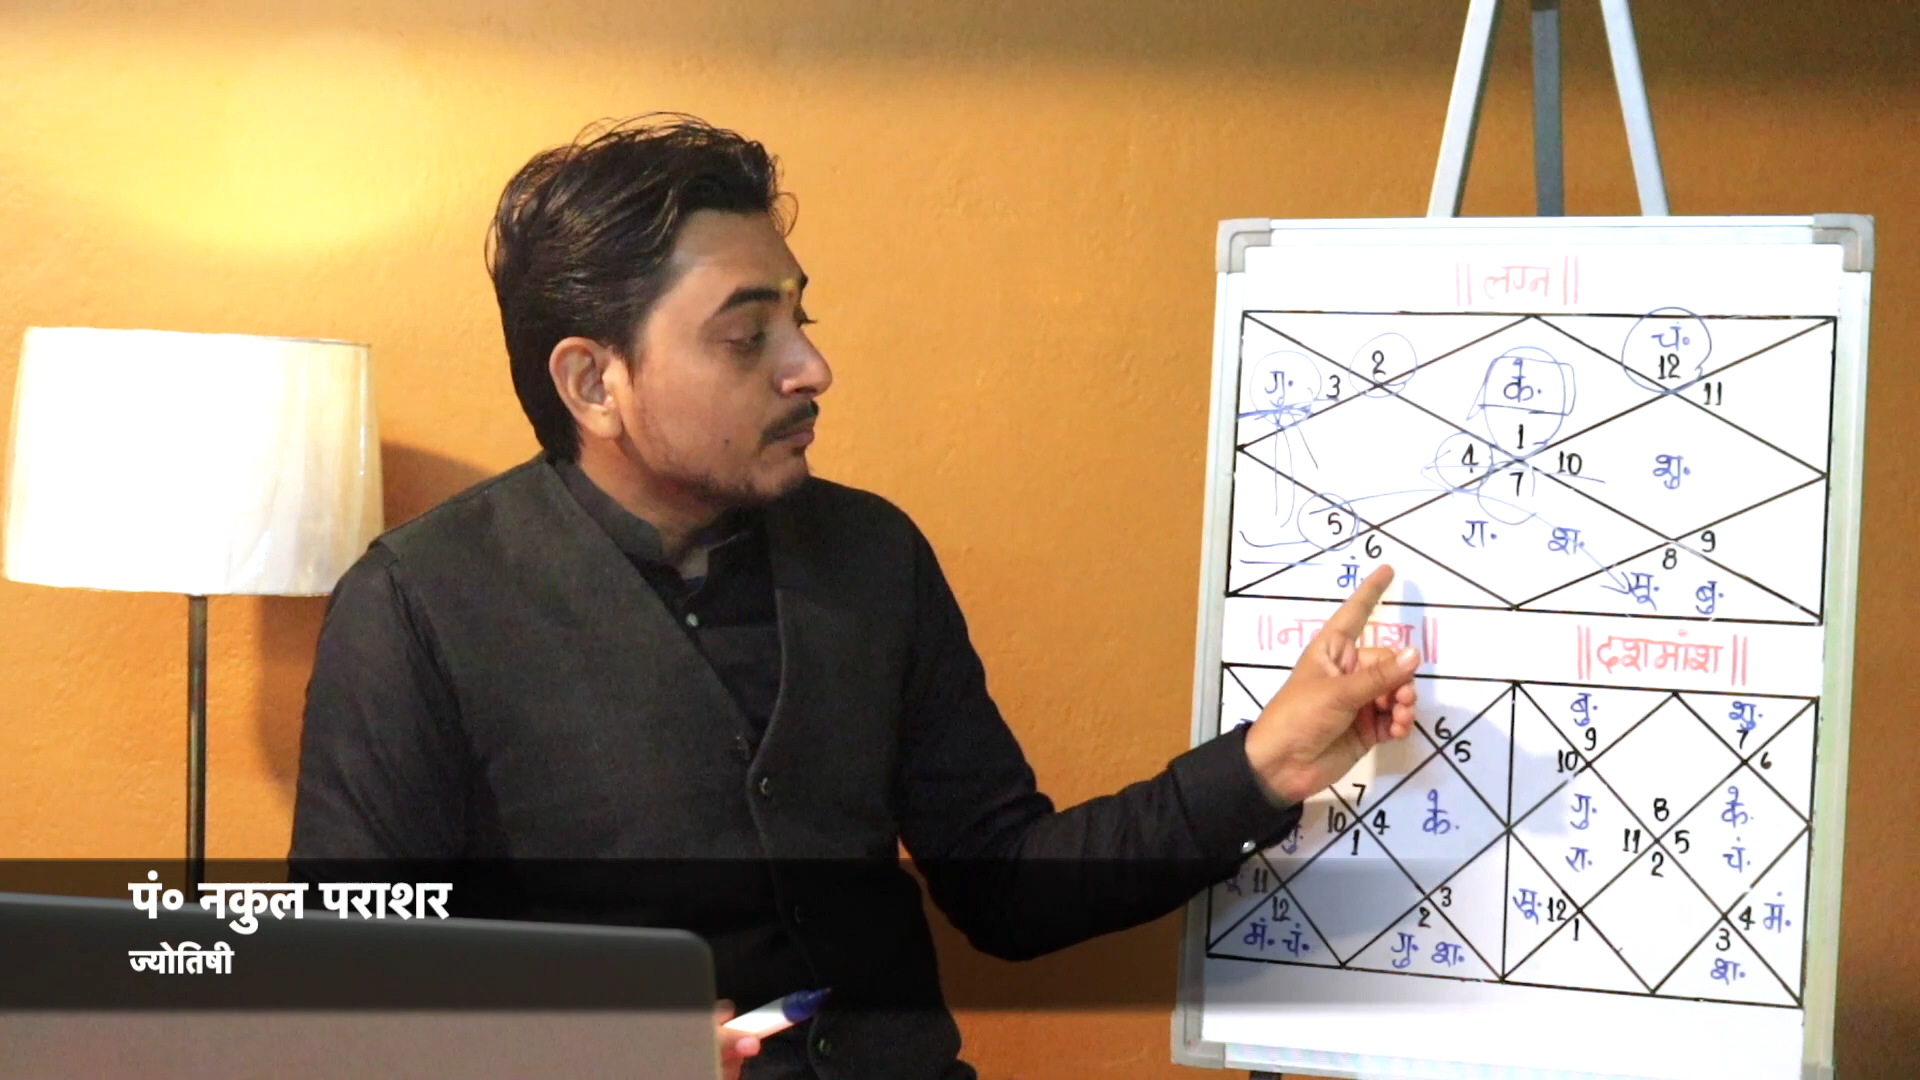 || लग्न ||
चं.
12
2
गु. 3
के.
11
1
4 10 शु.
7
5
रा. श.
6
मं.
9
8
सू. बु.
|| दशमांश ||
6
5
7
10 4 के.
1
11
12
मं. चं.
3
2
गु. श.
बु.
9
10
शु.
7
6
गु.
8
के.
रा.
11 5
चं.
2
सू. 12
1
4 मं.
3
श.
पं० नकुल पराशर
ज्योतिषी